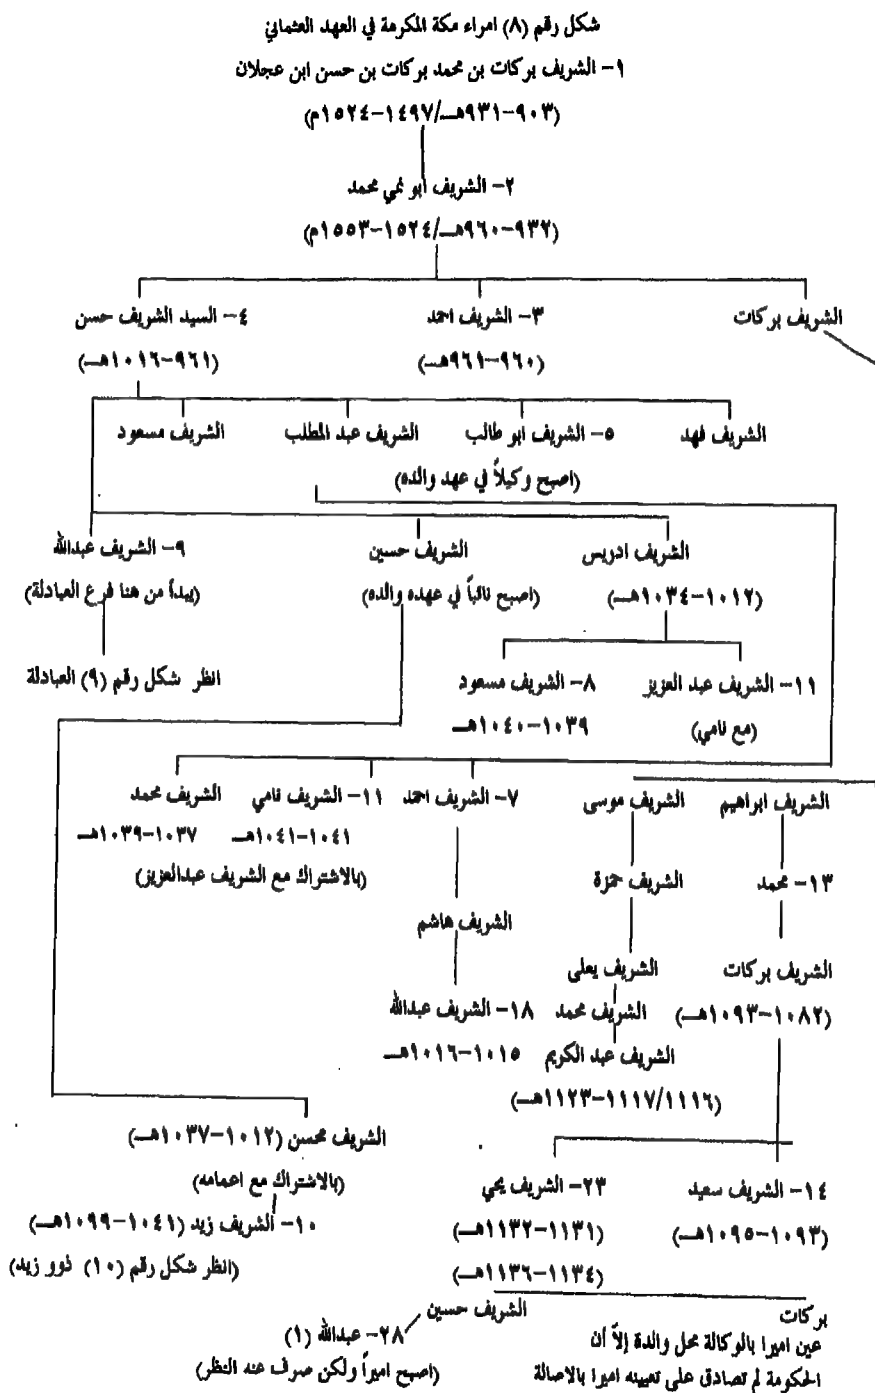 شكل رقم (٨) امراء مكة المكرمة في العهد العثماني
١- الشريف بركات بن محمد بركات بن حسن ابن عجلان
(٩٠٣-٩٣١هـ/١٤٩٧-١٥٢٤م)
٢- الشريف ابو نمي محمد
(٩٣٢-٩٦٠هـ/١٥٢٤-١٥٥٣م)
الشريف بركات
٣- الشريف احمد
٤- السيد الشريف حسن
(٩٦٠-٩٦١هـ)
(٩٦١-١٠١٦هـ)
الشريف فهد
٥- الشريف ابو طالب
الشريف عبد المطلب
الشريف مسعود
(اصبح وكيلاً في عهد والده)
الشريف ادريس
الشريف حسين
٩- الشريف عبدالله
(١٠١٢-١٠٣٤هـ)
(اصبح نائباً في عهده والده)
(يبدأ من هنا فرع العبادلة)
انظر شكل رقم (٩) العبادلة
١١- الشريف عبد العزيز
٨- الشريف مسعود
(مع نامي)
١٠٣٩-١٠٤٠هـ
الشريف ابراهيم
الشريف موسى
٧- الشريف احمد
١١- الشريف نامي
الشريف محمد
١٠٤١-١٠٤١هـ
١٠٣٧-١٠٣٩هـ
(بالاشتراك مع الشريف عبدالعزيز)
١٣- محمد
الشريف حمزة
الشريف هاشم
الشريف بركات
الشريف يعلى
(١٠٨٢-١٠٩٣هـ)
الشريف محمد
١٨- الشريف عبدالله
الشريف عبد الكريم
١٠١٥-١٠١٦هـ
(١١١٦/١١١٧-١١٢٣هـ)
الشريف محسن (١٠١٢-١٠٣٧هـ)
(بالاشتراك مع اعمامه)
١٠- الشريف زيد (١٠٤١-١٠٩٩هـ)
(انظر شكل رقم (١٠) ذوو زيد)
١٤- الشريف سعيد
٢٣- الشريف يحي
(١٠٩٣-١٠٩٥هـ)
(١١٣١-١١٣٢هـ)
(١١٣٤-١١٣٦هـ)
بركات
الشريف حسين
عين اميرا بالوكالة محل والدة إلاّ أن
٢٨- عبدالله (١)
الحكومة لم تصادق على تعيينه اميرا بالاصالة
(اصبح اميراً ولكن صرف عنه النظر)